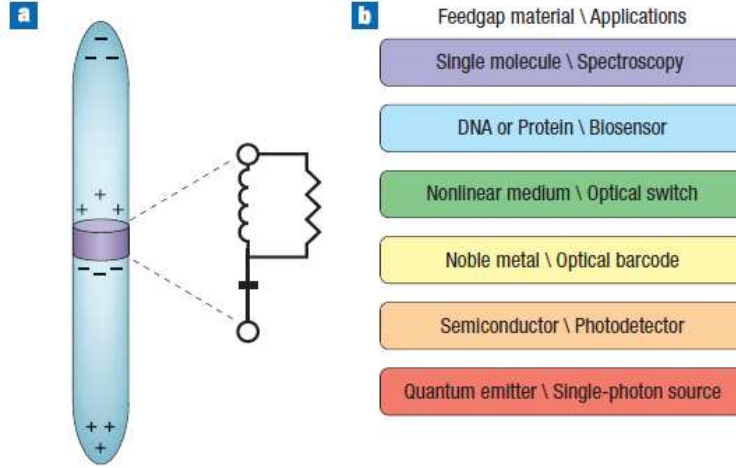 a
b
Feedgap material \ Applications
Single molecule \ Spectroscopy
DNA or Protein \ Biosensor
Nonlinear medium \ Optical switch
Noble metal \ Optical barcode
Semiconductor \ Photodetector
Quantum emitter \ Single-photon source